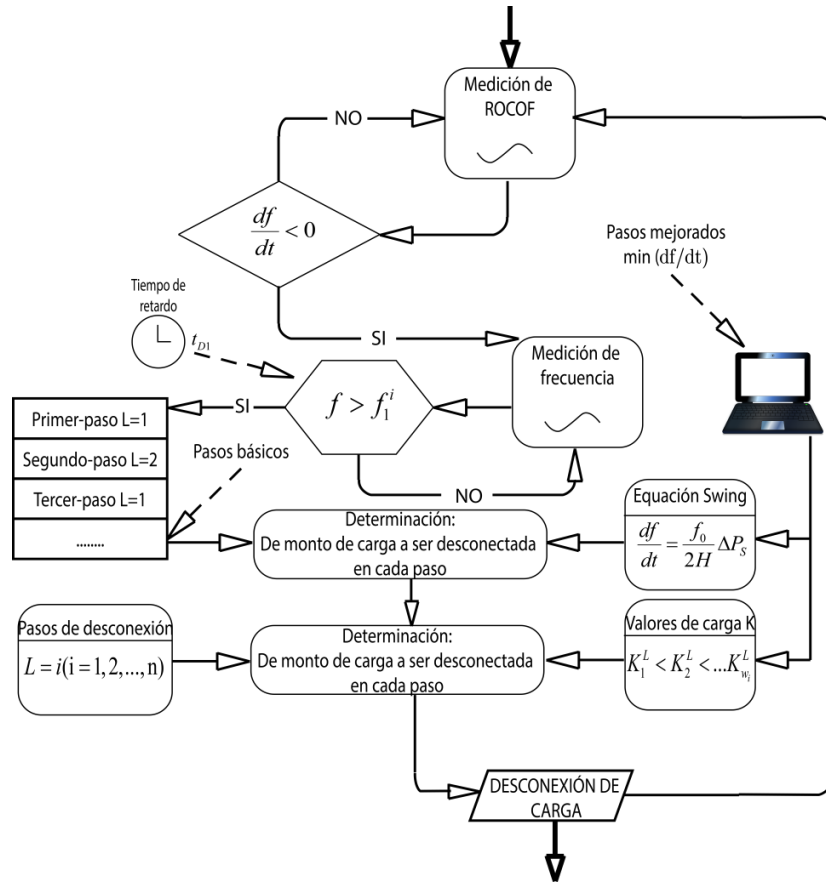 Medición de
ROCOF
NO
df/dt < 0
Pasos mejorados
min (df/dt)
Tiempo de
retardo
t_{D1}
SI
Medición de
frecuencia
f > f_1^i
SI
NO
Primer-paso L=1
Segundo-paso L=2
Tercer-paso L=1
........
Pasos básicos
Determinación:
De monto de carga a ser desconectada
en cada paso
Equación Swing
df/dt = f_0/2H ΔP_S
Pasos de desconexión
L = i(i = 1, 2, ..., n)
Determinación:
De monto de carga a ser desconectada
en cada paso
Valores de carga K
K_1^L < K_2^L < ...K_{w_i}^L
DESCONEXIÓN DE
CARGA